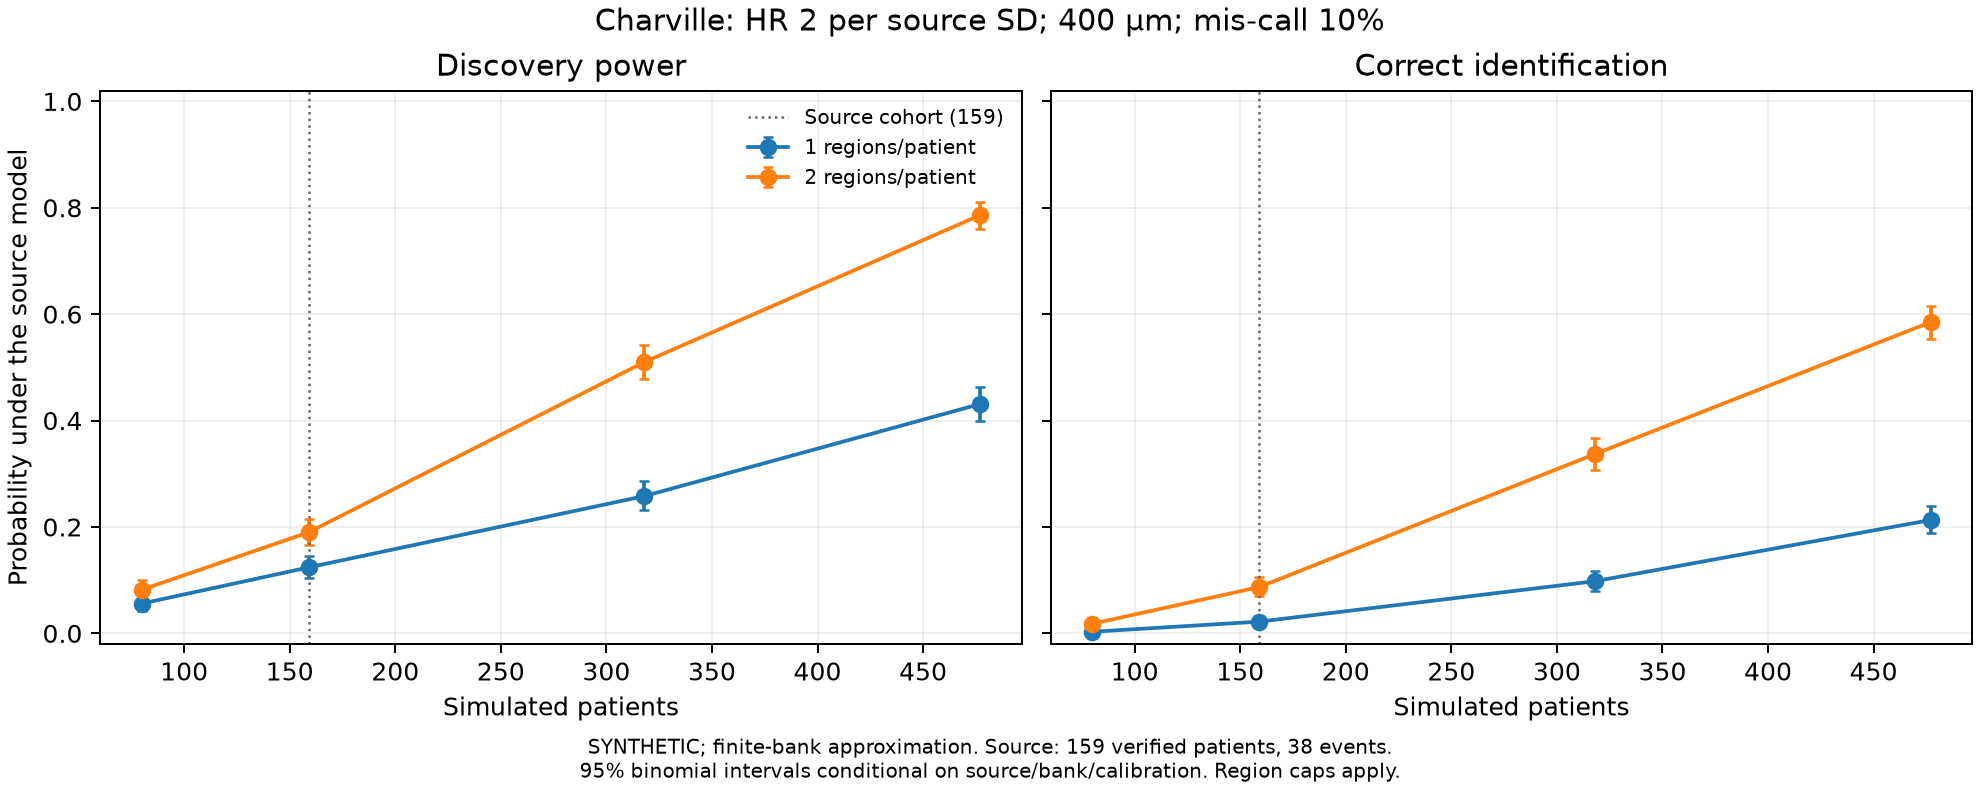 Charville: HR 2 per source SD; 400 µm; mis-call 10%
Discovery power
Correct identification
Probability under the source model
1.0
0.8
0.6
0.4
0.2
0.0
Source cohort (159)
1 regions/patient
2 regions/patient
100 150 200 250 300 350 400 450
100 150 200 250 300 350 400 450
Simulated patients
Simulated patients
SYNTHETIC; finite-bank approximation. Source: 159 verified patients, 38 events.
95% binomial intervals conditional on source/bank/calibration. Region caps apply.